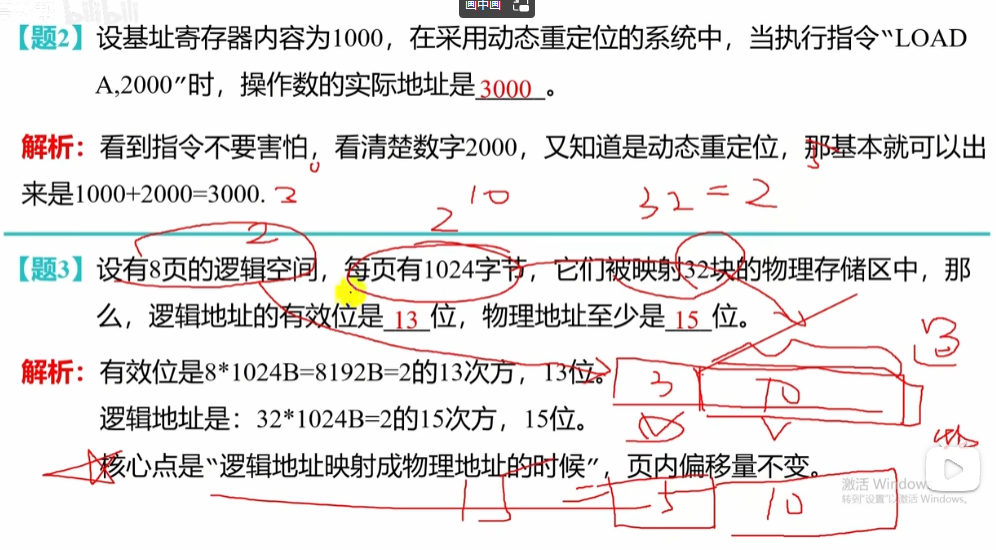 bilibili
画中画
【题2】设基址寄存器内容为1000，在采用动态重定位的系统中，当执行指令“LOAD
A,2000”时，操作数的实际地址是 3000 。
解析：看到指令不要害怕，看清楚数字2000，又知道是动态重定位，那基本就可以出
来是1000+2000=3000.
2 10
32 = 2 5
【题3】设有8页的逻辑空间，每页有1024字节，它们被映射32块的物理存储区中，那
么，逻辑地址的有效位是 13 位，物理地址至少是 15 位。
13
解析：有效位是8*1024B=8192B=2的13次方，13位。
3 10
逻辑地址是：32*1024B=2的15次方，15位。
核心点是“逻辑地址映射成物理地址的时候”，页内偏移量不变。
激活 Window
转到"设置"以激活 Windows。
15 = 5 10